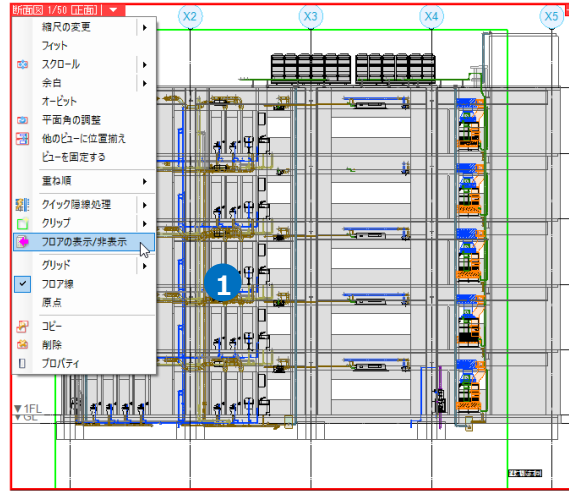 断面図 1/50 [正面] ▼
X2
X3
X4
X5
縮尺の変更
フィット
スクロール
余白
オービット
平面角の調整
他のビューに位置揃え
ビューを固定する
重ね順
クイック隠線処理
クリップ
フロアの表示/非表示
グリッド
フロア線
原点
コピー
削除
プロパティ
1
▼1FL
▼GL